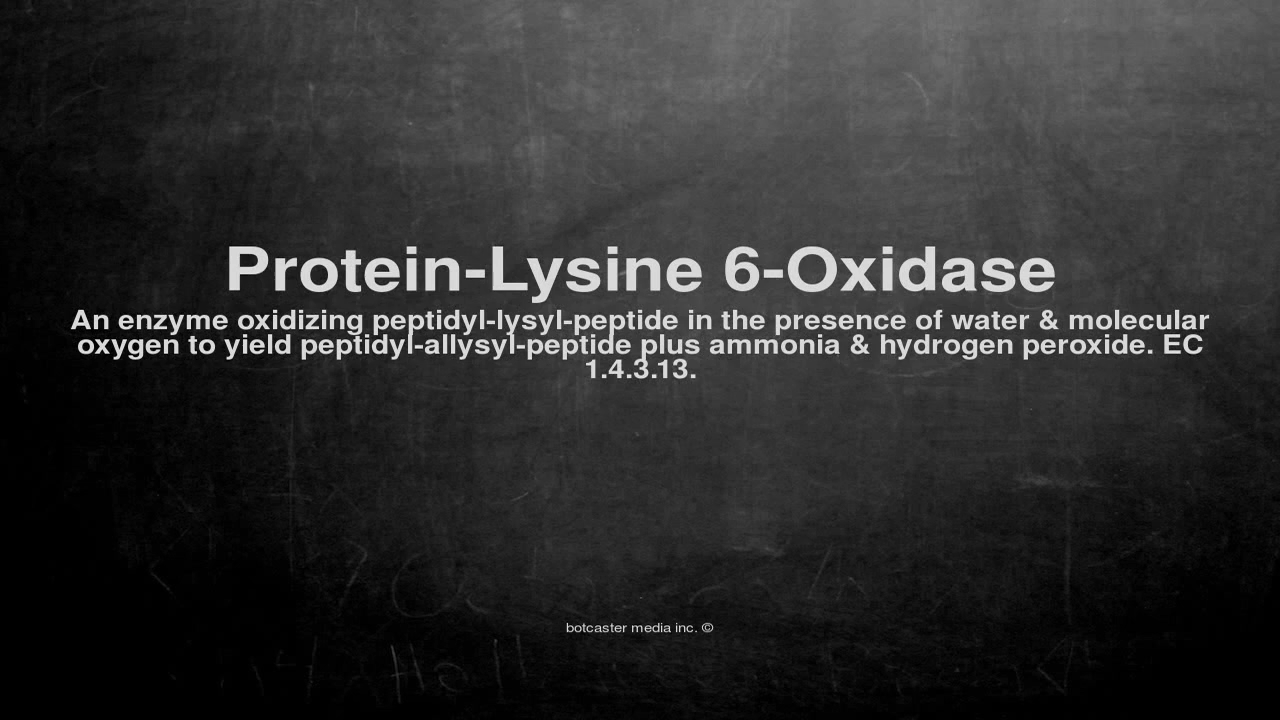 Protein-Lysine 6-Oxidase
An enzyme oxidizing peptidyl-lysyl-peptide in the presence of water & molecular
oxygen to yield peptidyl-allysyl-peptide plus ammonia & hydrogen peroxide. EC
1.4.3.13.
botcaster media inc. ©